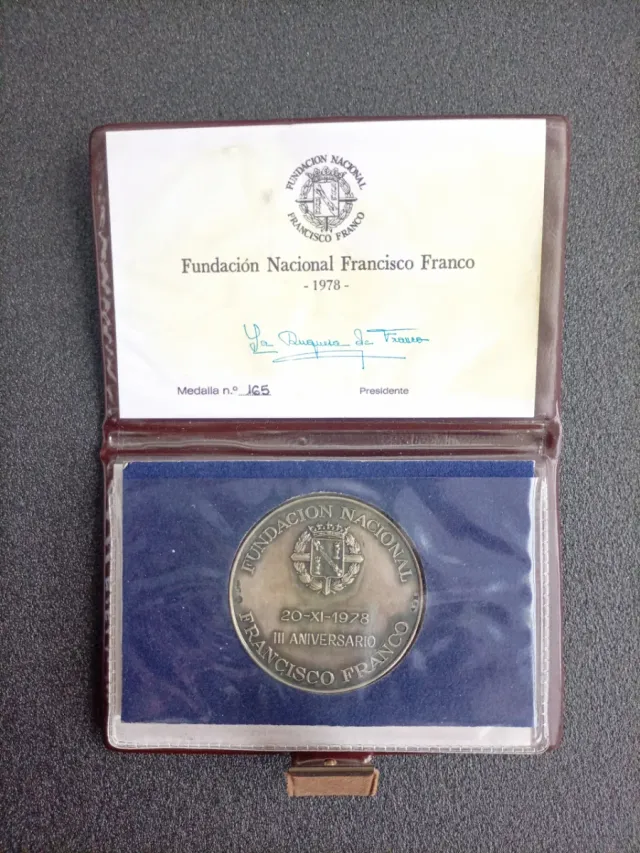 FUNDACION NACIONAL
FRANCISCO FRANCO
Fundación Nacional Francisco Franco
- 1978 -
La Duquesa de Franco
Medalla n.º 165
Presidente
FUNDACION NACIONAL
20-XI-1978
III ANIVERSARIO
FRANCISCO FRANCO